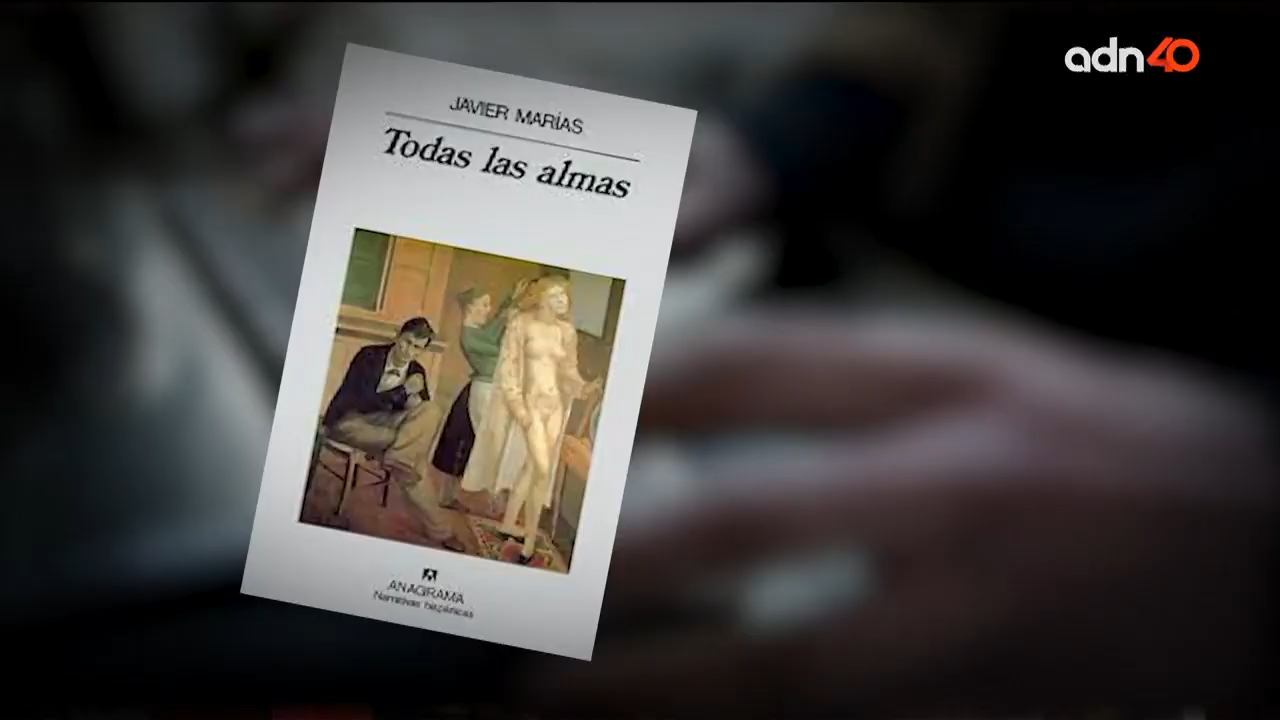 adn40
JAVIER MARÍAS
Todas las almas
ANAGRAMA
Narrativas hispánicas